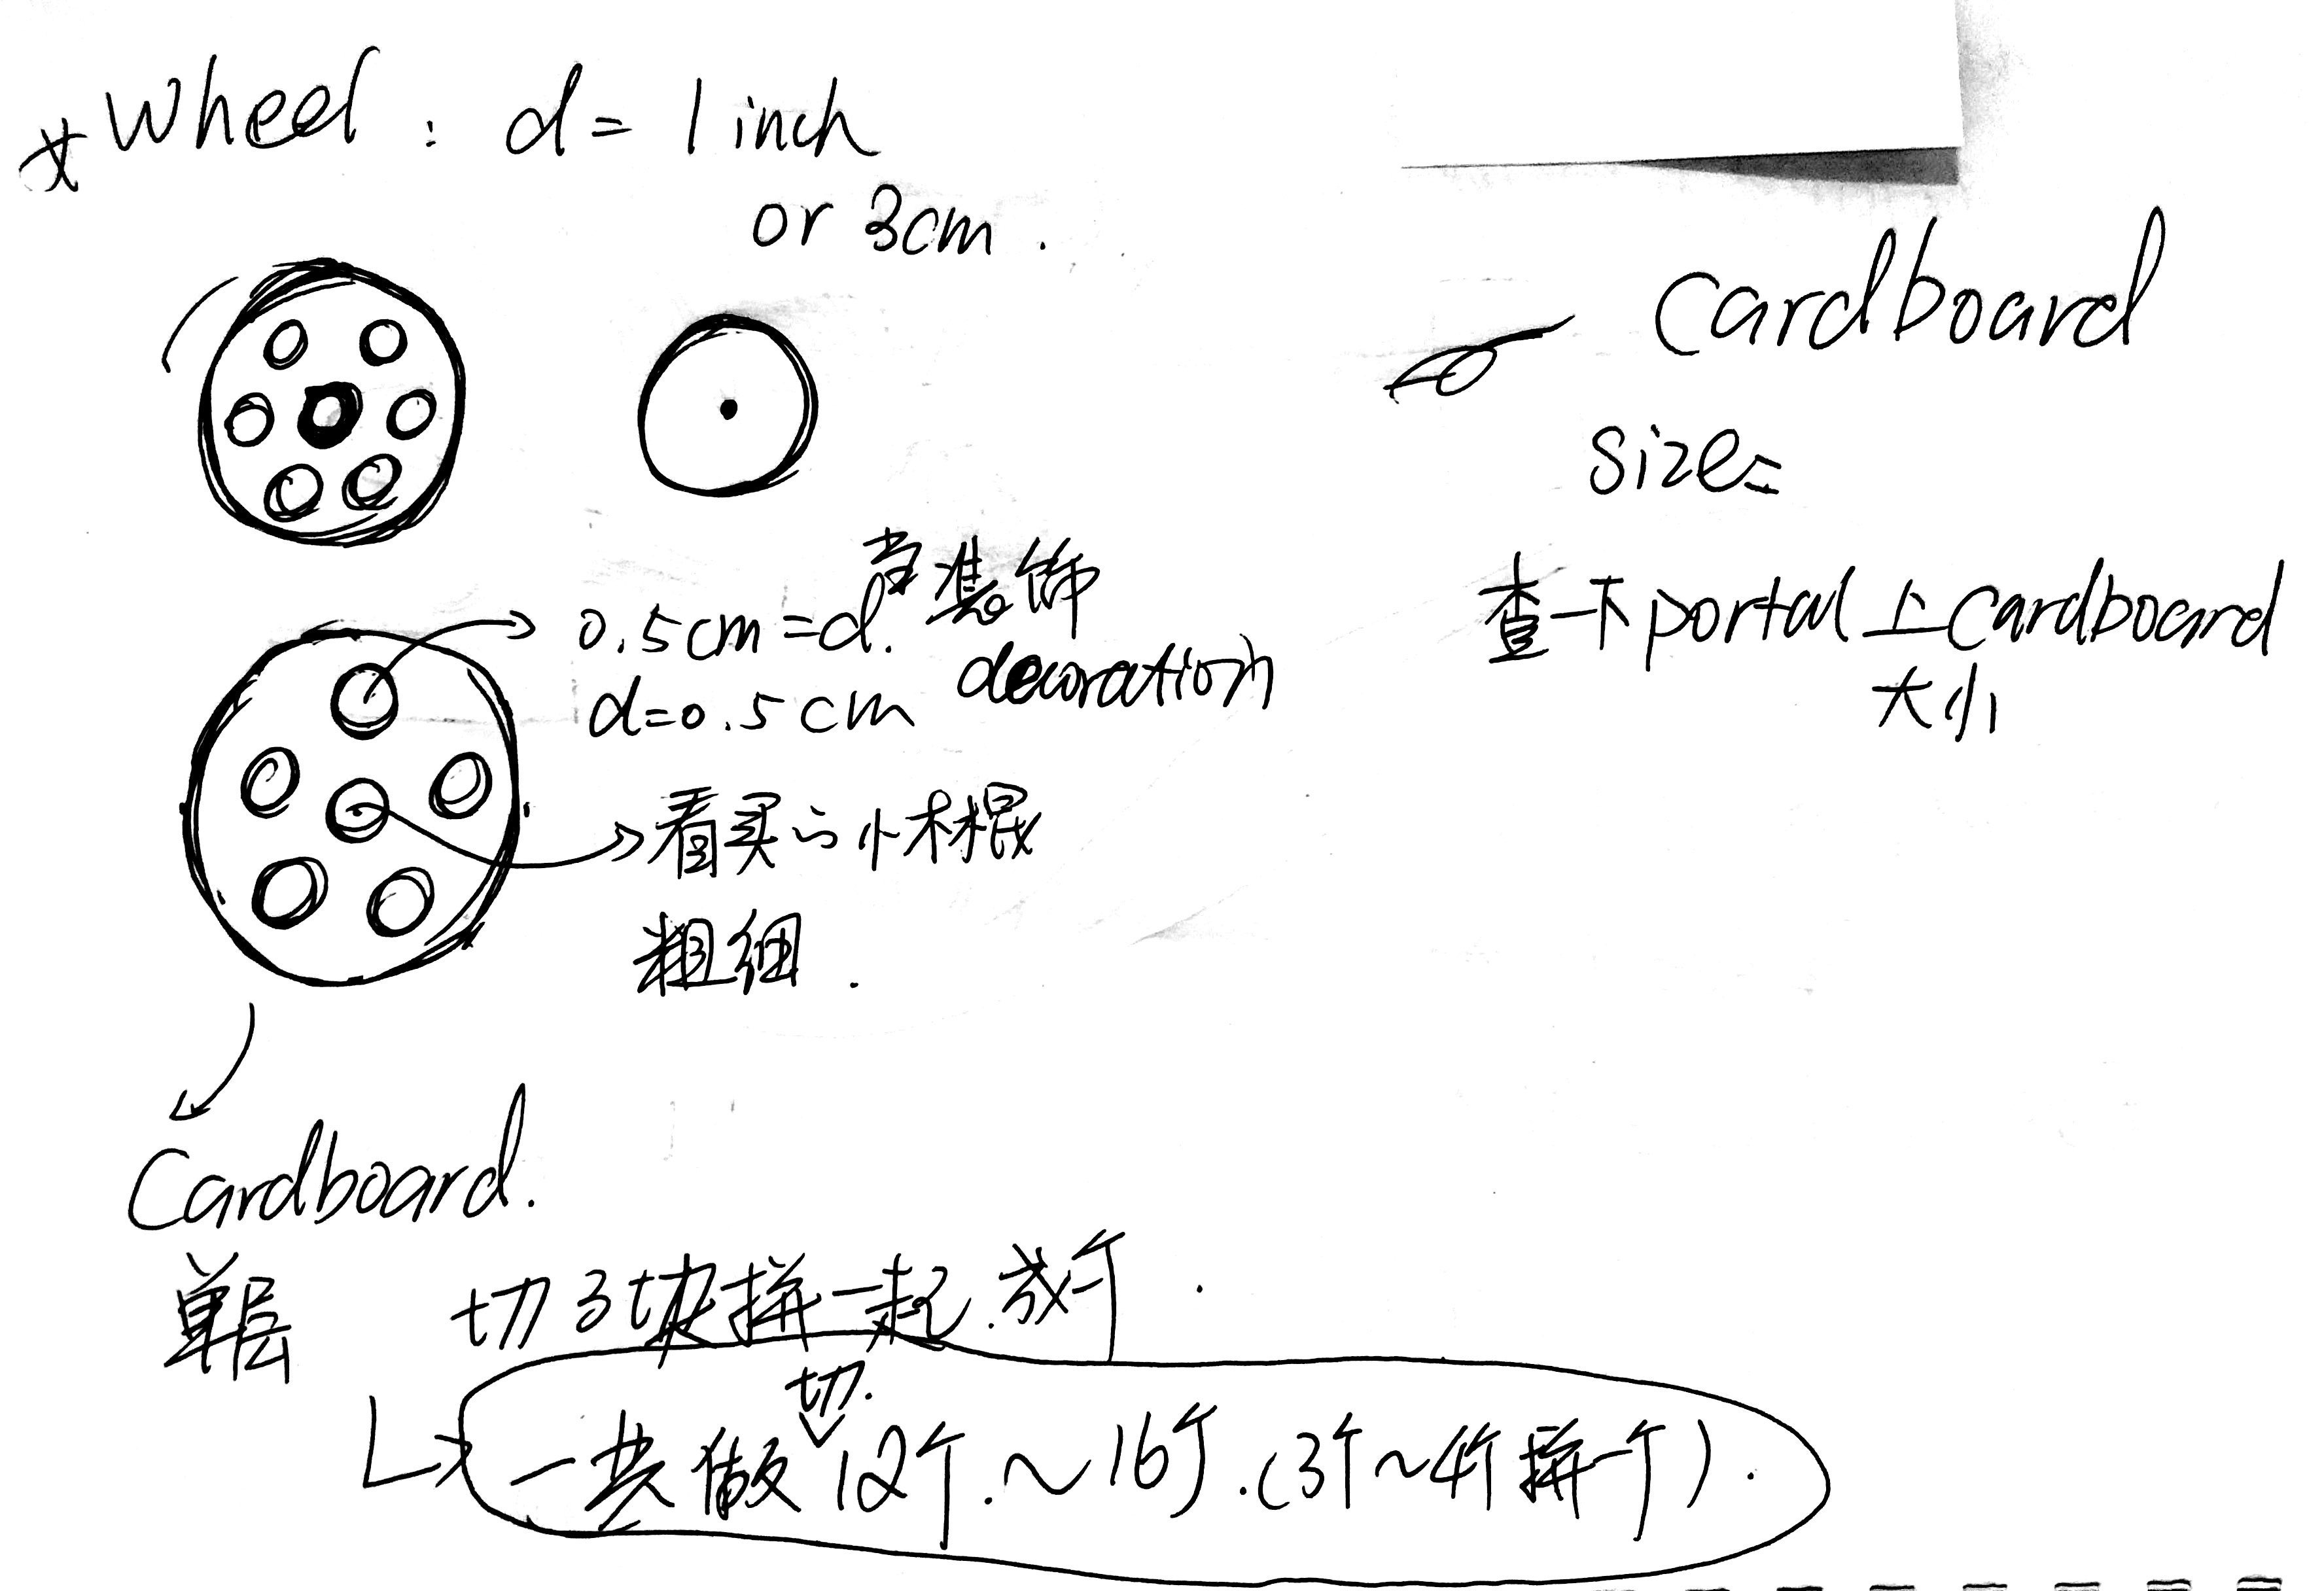 * Wheel : d = 1 inch
or 3cm.
0.5cm = d. 当装饰
decoration
d=0.5cm
看买的小木棍
粗细.
Cardboard.
单层
切3块拼一起.成个.
切.
一共做12个.~16个.(3个~4个拼一个).
Cardboard
size=
查一下portal上Cardboard
大小